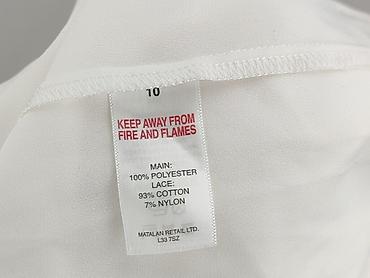 10
KEEP AWAY FROM
FIRE AND FLAMES
MAIN:
100% POLYESTER
LACE:
93% COTTON
7% NYLON
MATALAN RETAIL LTD.
L33 7SZ